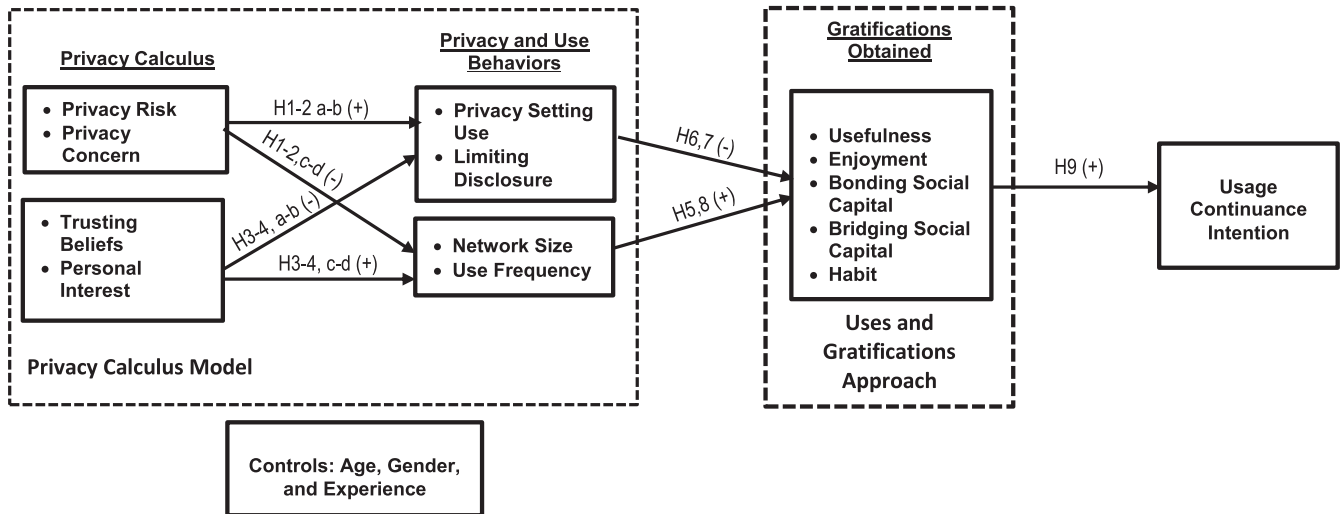 Privacy Calculus
• Privacy Risk
• Privacy
Concern
• Trusting
Beliefs
• Personal
Interest
H1-2 a-b (+)
H1-2,c-d (-)
H3-4, a-b (-)
H3-4, c-d (+)
Privacy and Use
Behaviors
• Privacy Setting
Use
• Limiting
Disclosure
• Network Size
• Use Frequency
Privacy Calculus Model
H6,7 (-)
H5,8 (+)
Gratifications
Obtained
• Usefulness
• Enjoyment
• Bonding Social
Capital
• Bridging Social
Capital
• Habit
Uses and
Gratifications
Approach
H9 (+)
Usage
Continuance
Intention
Controls: Age, Gender,
and Experience